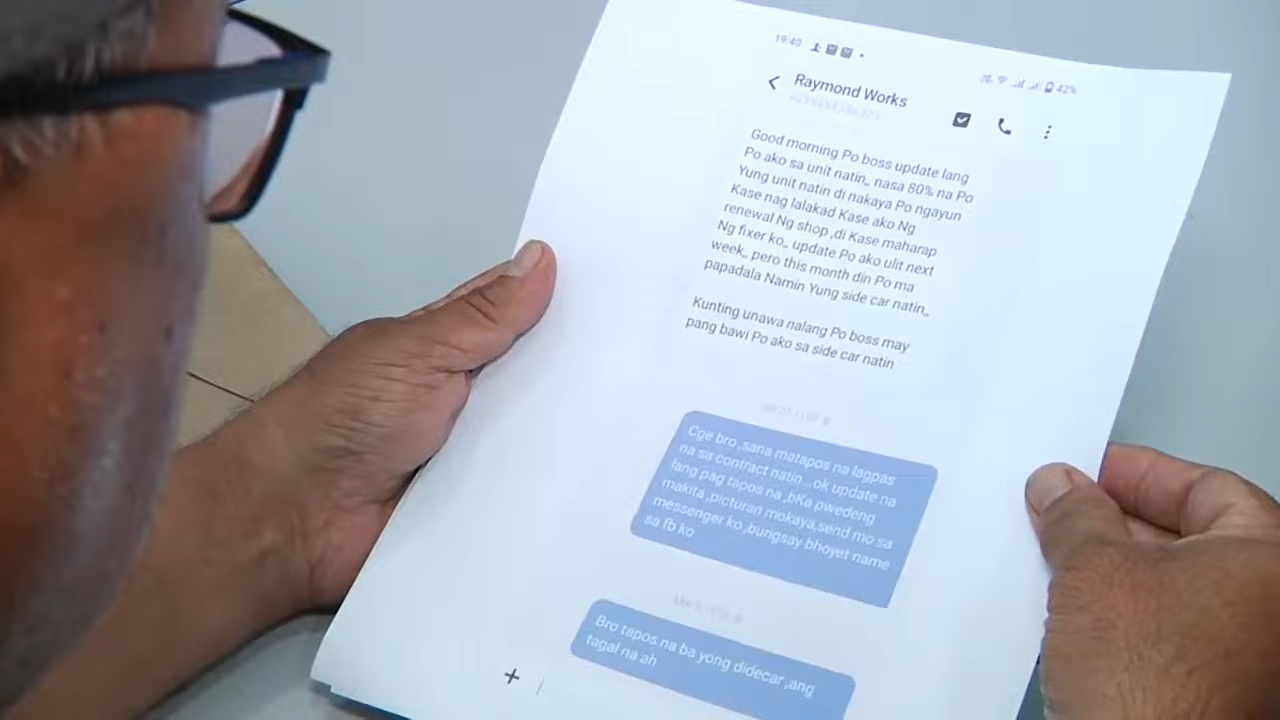 19:40
42%
Raymond Works
Good morning Po boss update lang
Po ako sa unit natin,, nasa 80% na Po
Yung unit natin di nakaya Po ngayun
Kase nag lalakad Kase ako Ng
renewal Ng shop ,di Kase maharap
Ng fixer ko,, update Po ako ulit next
week,, pero this month din Po ma
papadala Namin Yung side car natin,,
Kunting unawa nalang Po boss may
pang bawi Po ako sa side car natin
Cge bro ,sana matapos na lagpas
na sa contract natin...ok update na
lang pag tapos na ,bKa pwedeng
makita ,picturan mokaya,send mo sa
messenger ko ,bungsay bhoyet name
sa fb ko
Bro tapos na ba yong didecar ,ang
tagal na ah